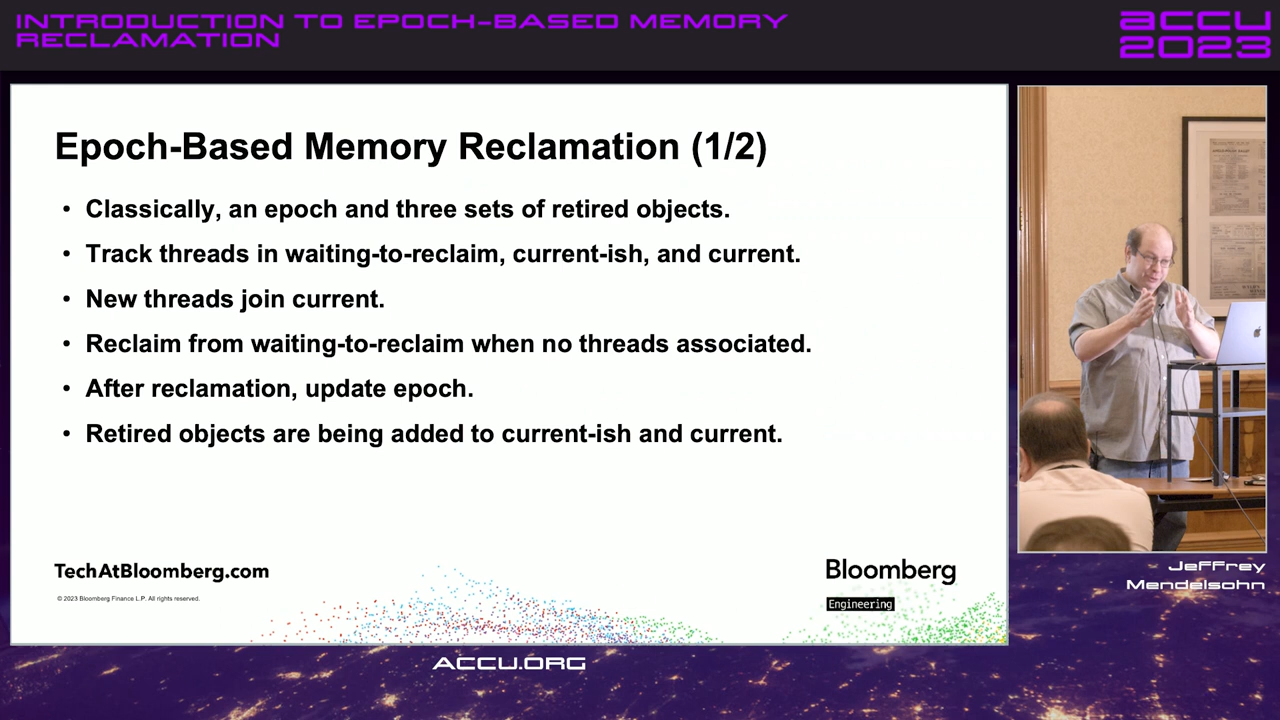 INTRODUCTION TO EPOCH-BASED MEMORY
RECLAMATION
ACCU
2023
Epoch-Based Memory Reclamation (1/2)
• Classically, an epoch and three sets of retired objects.
• Track threads in waiting-to-reclaim, current-ish, and current.
• New threads join current.
• Reclaim from waiting-to-reclaim when no threads associated.
• After reclamation, update epoch.
• Retired objects are being added to current-ish and current.
TechAtBloomberg.com
© 2023 Bloomberg Finance L.P. All rights reserved.
Bloomberg
Engineering
Jeffrey
Mendelsohn
ACCU.ORG